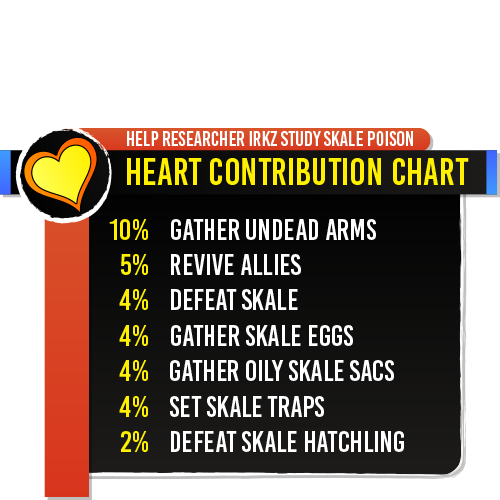 HELP RESEARCHER IRKZ STUDY SKALE POISON
HEART CONTRIBUTION CHART
10% GATHER UNDEAD ARMS
5% REVIVE ALLIES
4% DEFEAT SKALE
4% GATHER SKALE EGGS
4% GATHER OILY SKALE SACS
4% SET SKALE TRAPS
2% DEFEAT SKALE HATCHLING